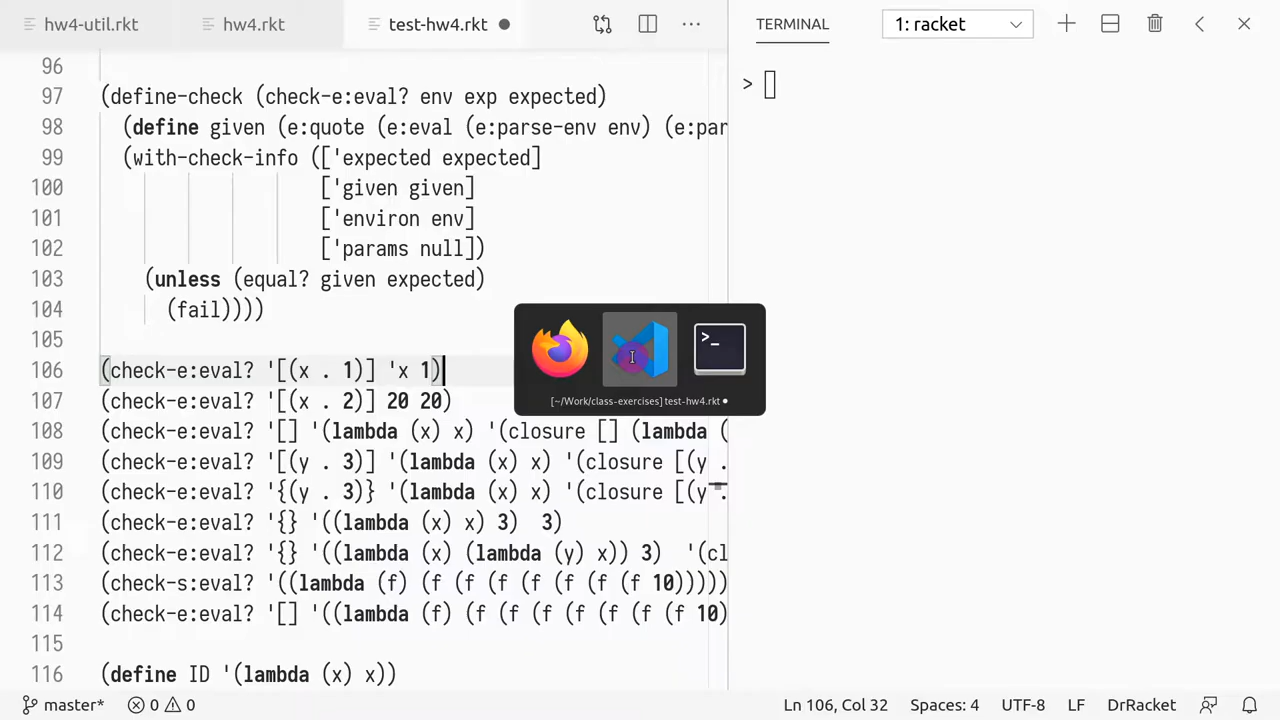 hw4-util.rkt hw4.rkt test-hw4.rkt TERMINAL 1: racket
96
97 (define-check (check-e:eval? env exp expected)
98 (define given (e:quote (e:eval (e:parse-env env) (e:par
99 (with-check-info (['expected expected]
100 ['given given]
101 ['environ env]
102 ['params null])
103 (unless (equal? given expected)
104 (fail))))
105
106 (check-e:eval? '[(x . 1)] 'x 1)
107 (check-e:eval? '[(x . 2)] 20 20)
108 (check-e:eval? '[] '(lambda (x) x) '(closure [] (lambda (
109 (check-e:eval? '[(y . 3)] '(lambda (x) x) '(closure [(y .
110 (check-e:eval? '{(y . 3)} '(lambda (x) x) '(closure [(y .
111 (check-e:eval? '{} '((lambda (x) x) 3)  3)
112 (check-e:eval? '{} '((lambda (x) (lambda (y) x)) 3)  '(cl
113 (check-s:eval? '((lambda (f) (f (f (f (f (f (f (f 10)))))
114 (check-e:eval? '[] '((lambda (f) (f (f (f (f (f (f (f 10)
115
116 (define ID '(lambda (x) x))
>
>_
[~/Work/class-exercises] test-hw4.rkt ●
master* 0 0 Ln 106, Col 32 Spaces: 4 UTF-8 LF DrRacket